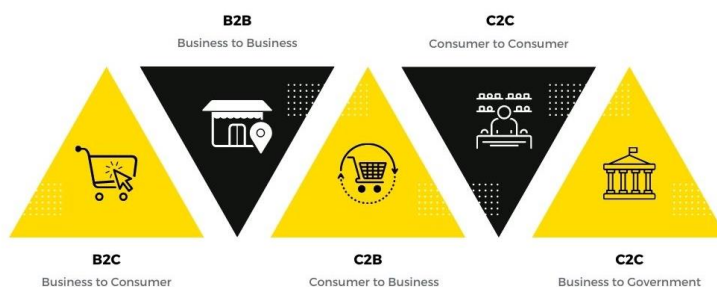 B2B
Business to Business
C2C
Consumer to Consumer
B2C
Business to Consumer
C2B
Consumer to Business
C2C
Business to Government